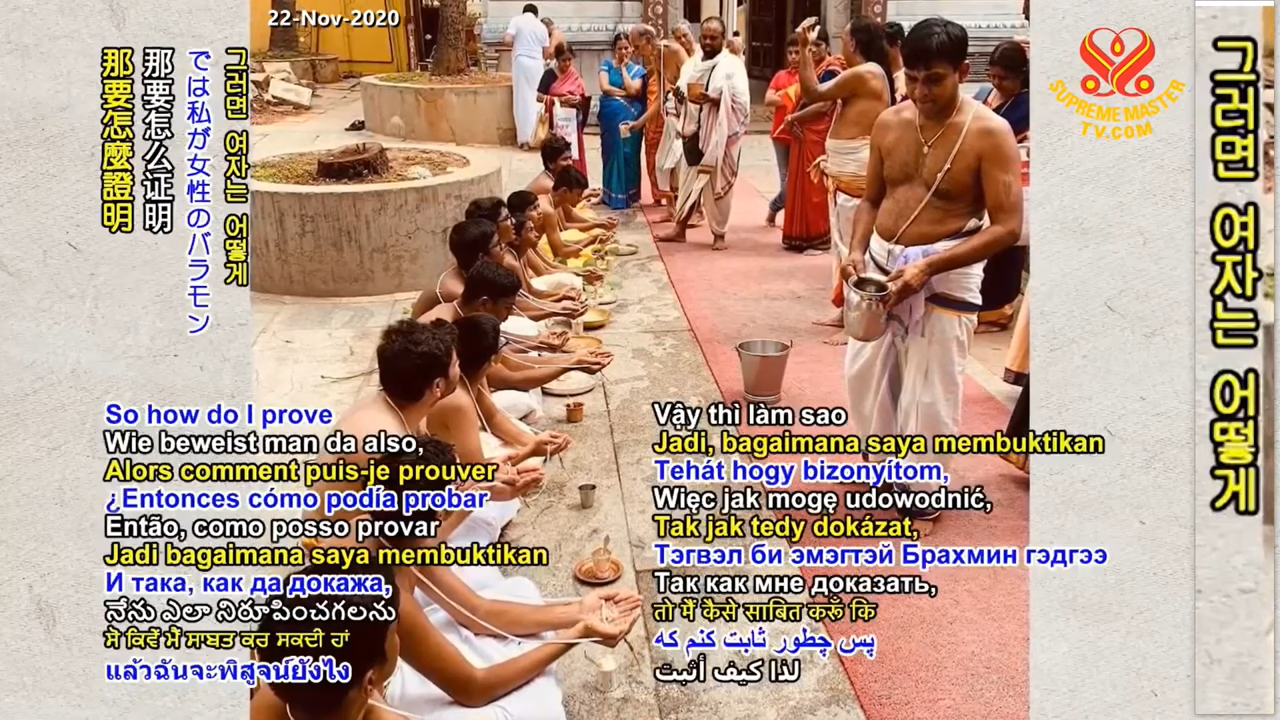 22-Nov-2020
SUPREME MASTER
TV.COM
그러면 여자는 어떻게
では私が女性のバラモン
那要怎么证明
那要怎麼證明
So how do I prove
Wie beweist man da also,
Alors comment puis-je prouver
¿Entonces cómo podía probar
Então, como posso provar
Jadi bagaimana saya membuktikan
И така, как да докажа,
నేను ఎలా నిరూపించగలను
ਸੋ ਕਿਵੇਂ ਮੈਂ ਸਾਬਤ ਕਰ ਸਕਦੀ ਹਾਂ
แล้วฉันจะพิสูจน์ยังไง
Vậy thì làm sao
Jadi, bagaimana saya membuktikan
Tehát hogy bizonyítom,
Więc jak mogę udowodnić,
Tak jak tedy dokázat,
Тэгвэл би эмэгтэй Брахмин гэдгээ
Так как мне доказать,
तो मैं कैसे साबित करूँ कि
پس چطور ثابت کنم که
لذا كيف أثبت
그러면 여자는 어떻게